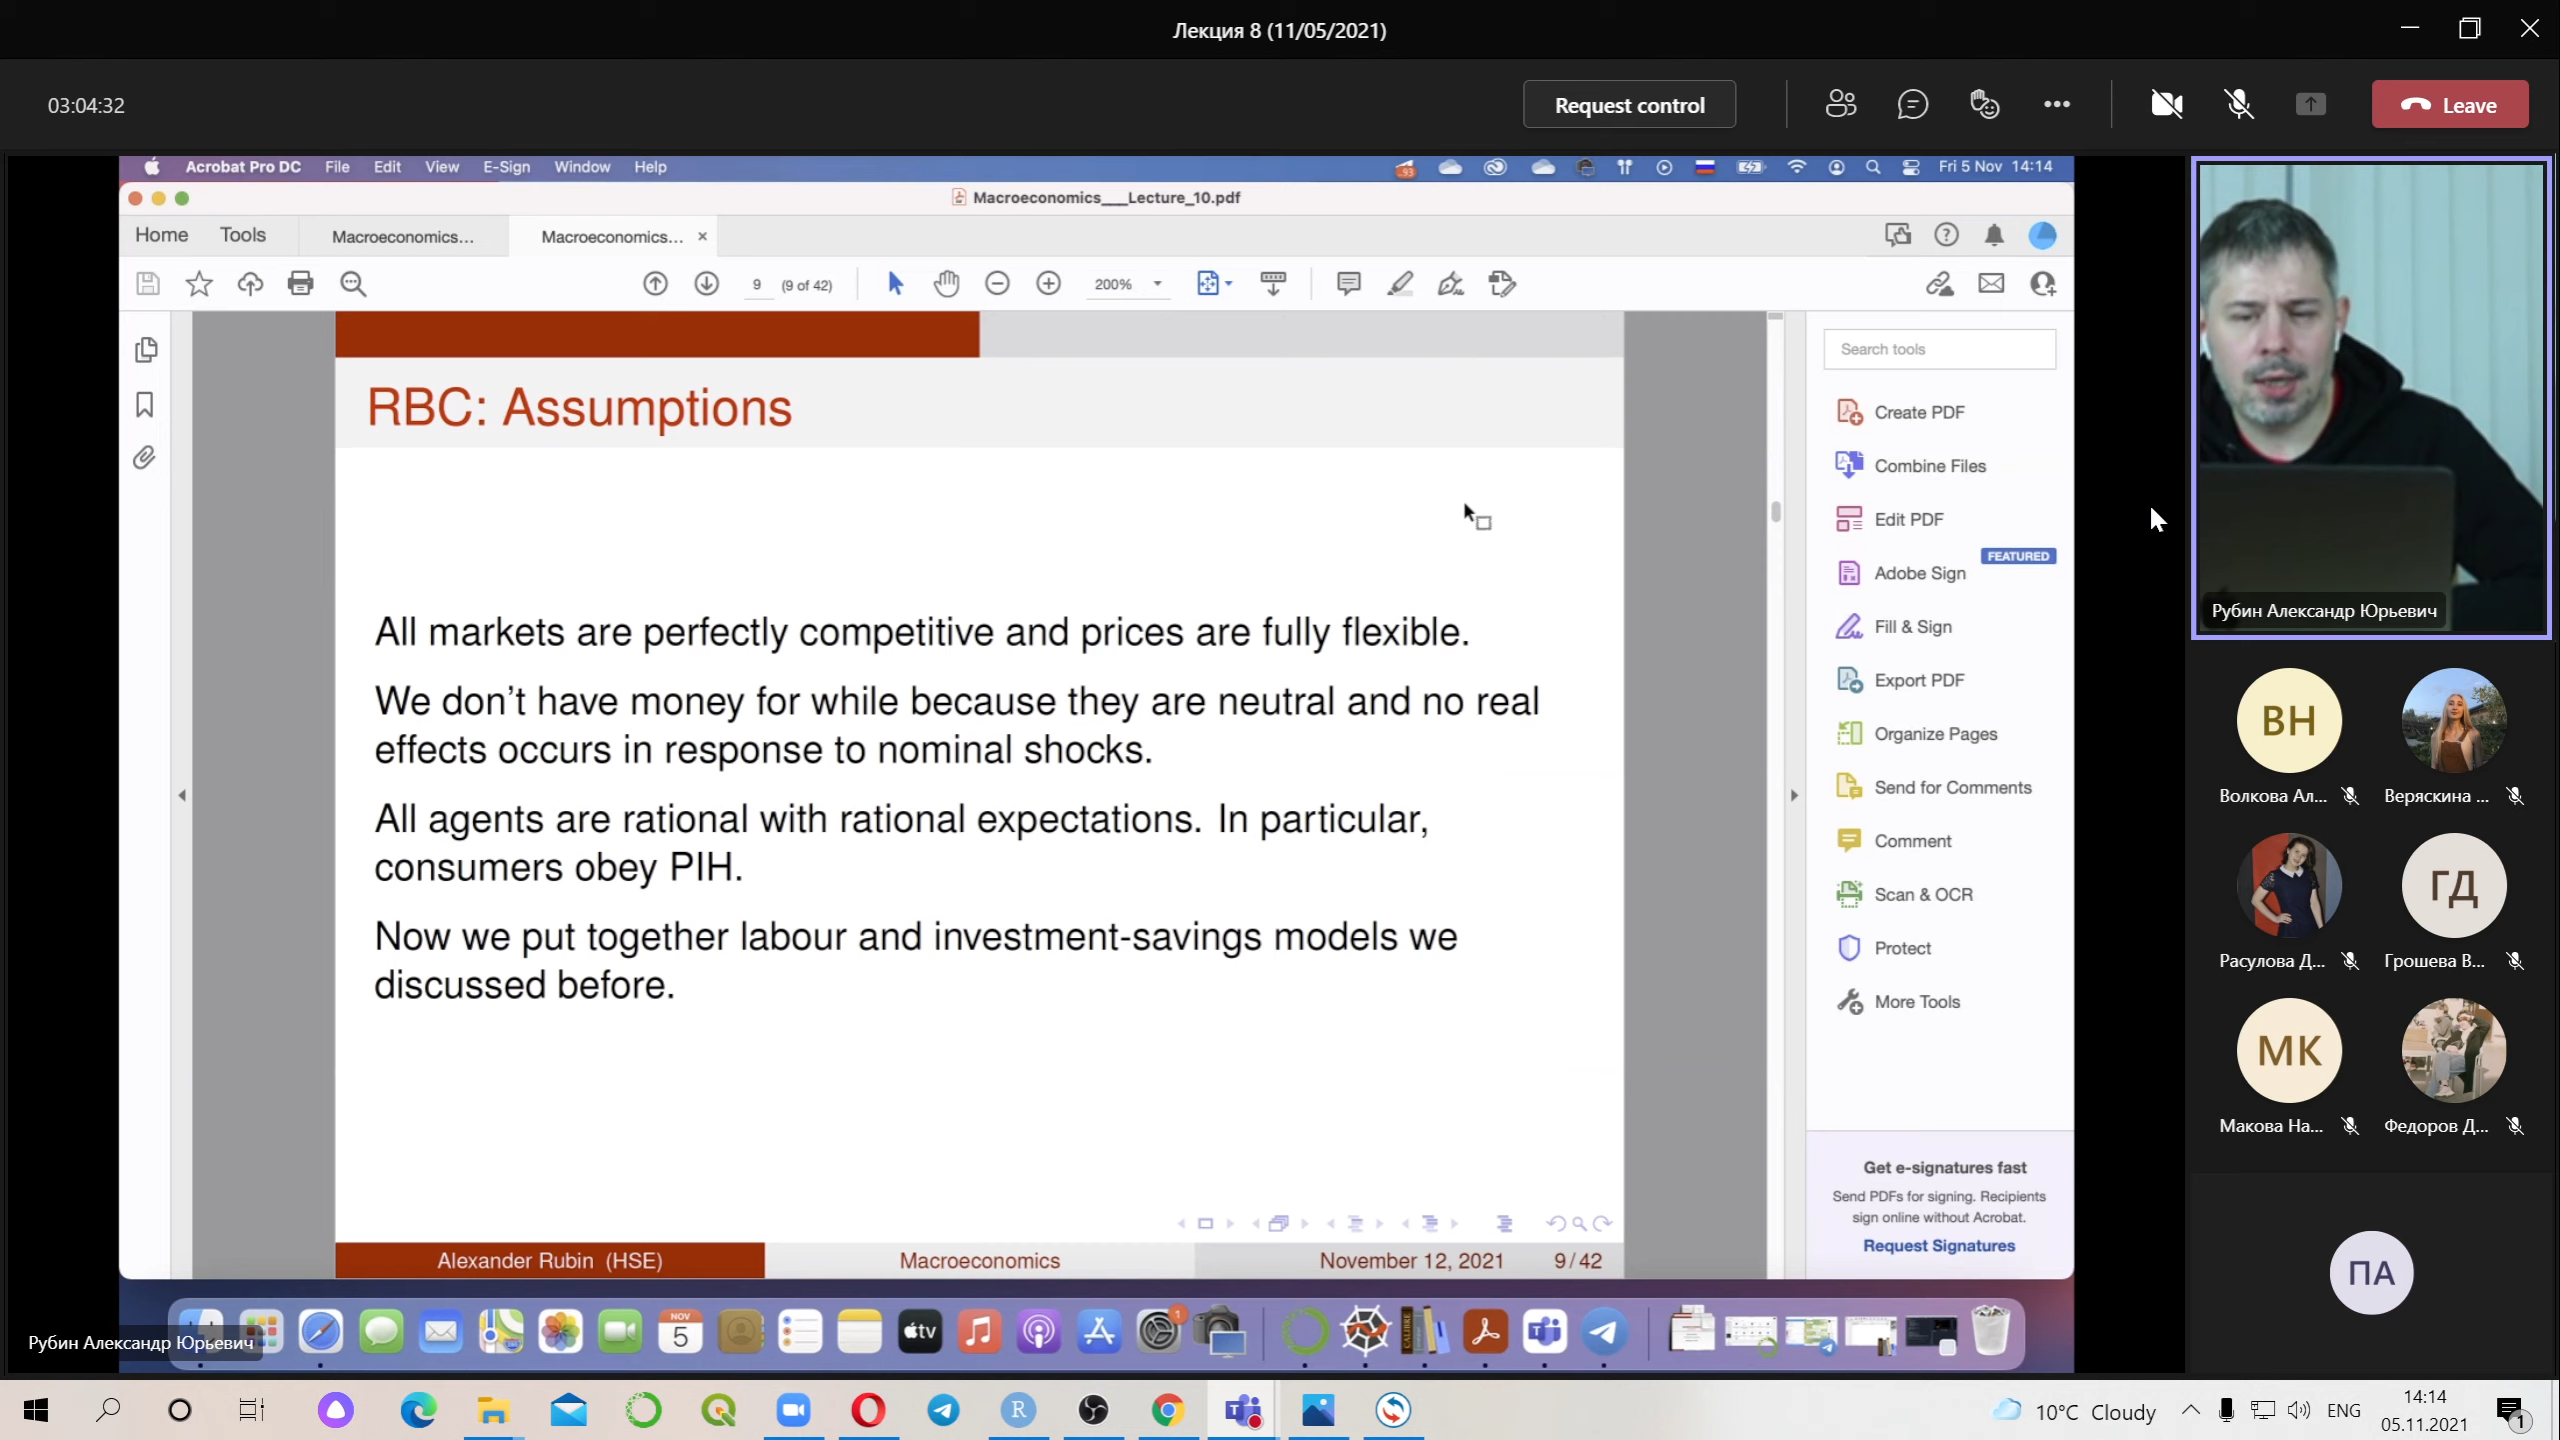 Лекция 8 (11/05/2021)
03:04:32
Request control
Leave
Acrobat Pro DC File Edit View E-Sign Window Help
Fri 5 Nov 14:14
Macroeconomics___Lecture_10.pdf
Home Tools Macroeconomics... Macroeconomics...
9 (9 of 42) 200%
RBC: Assumptions
All markets are perfectly competitive and prices are fully flexible.
We don't have money for while because they are neutral and no real
effects occurs in response to nominal shocks.
All agents are rational with rational expectations. In particular,
consumers obey PIH.
Now we put together labour and investment-savings models we
discussed before.
Alexander Rubin (HSE) Macroeconomics November 12, 2021 9/42
Search tools
Create PDF
Combine Files
Edit PDF
FEATURED
Adobe Sign
Fill & Sign
Export PDF
Organize Pages
Send for Comments
Comment
Scan & OCR
Protect
More Tools
Get e-signatures fast
Send PDFs for signing. Recipients
sign online without Acrobat.
Request Signatures
Рубин Александр Юрьевич
ВН
Волкова Ал... Веряскина ...
ГД
Расулова Д... Грошева В...
МК
Макова На... Федоров Д...
ПА
NOV
5
tv
1
CALIBRE
Рубин Александр Юрьевич
R
T
10°C Cloudy
ENG
14:14
05.11.2021
1